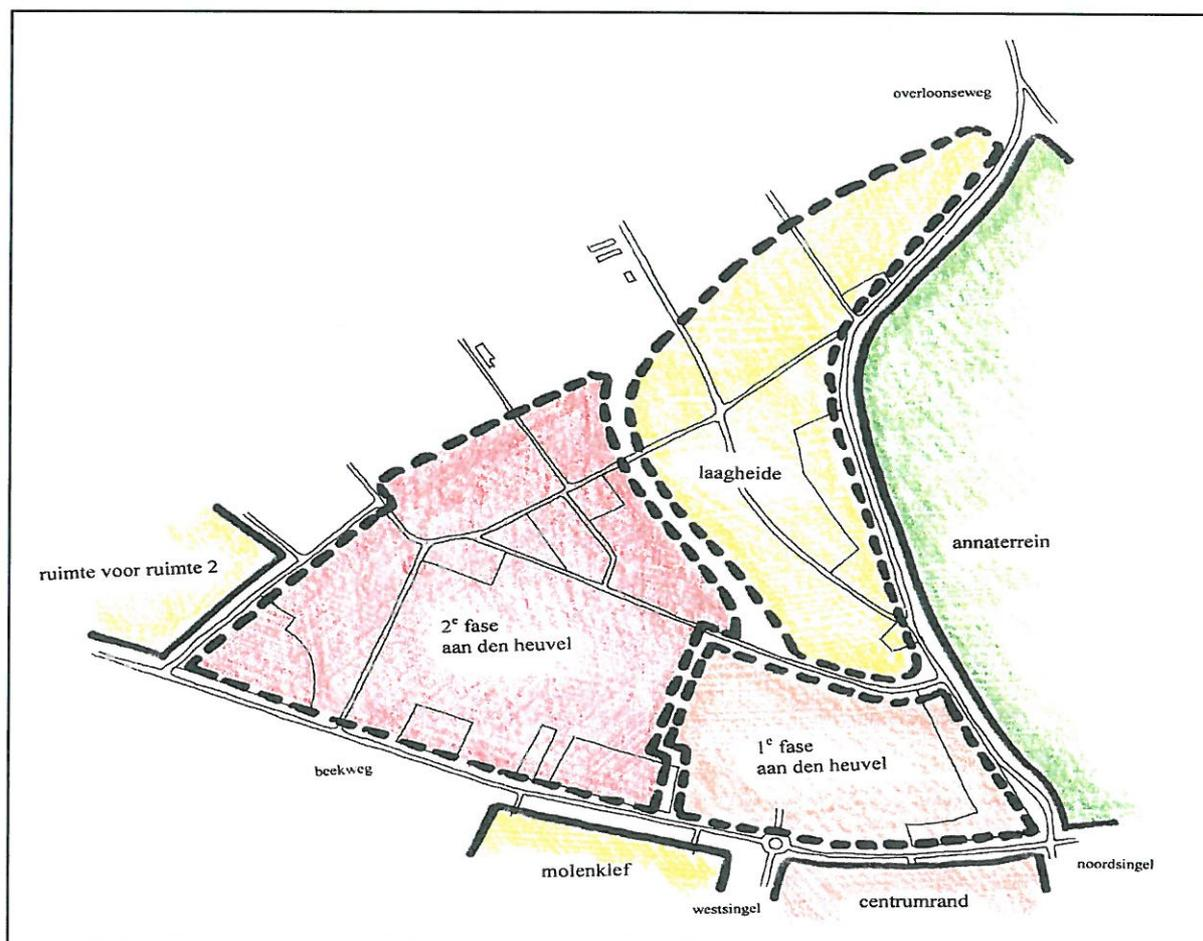 overloonseweg
laagheide
annaterrein
ruimte voor ruimte 2
2e fase
aan den heuvel
1e fase
aan den heuvel
beekweg
molenklef
westsingel
centrumrand
noordsingel